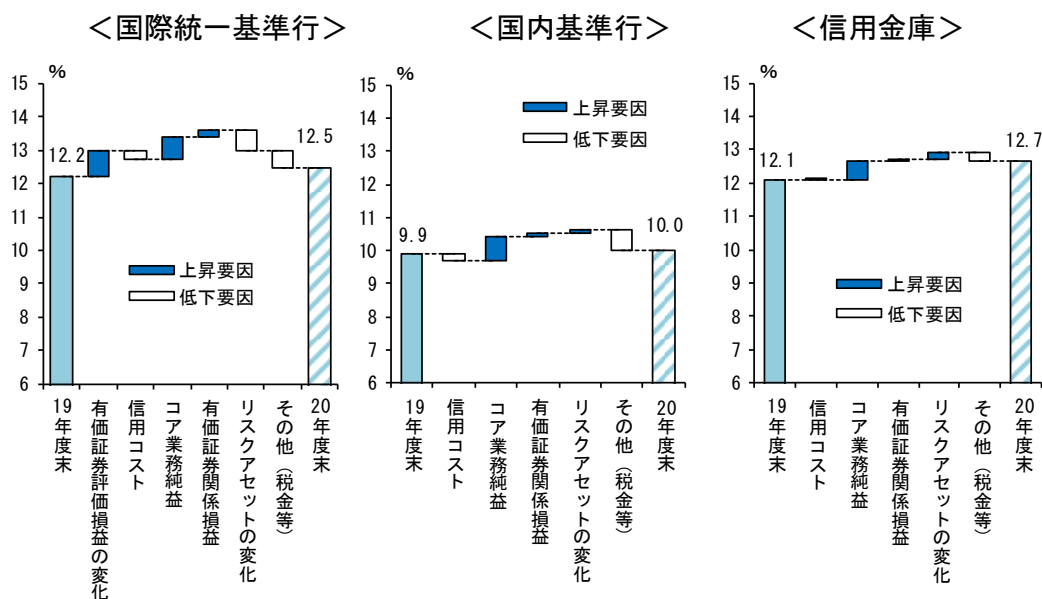 ＜国際統一基準行＞
%
15
14
13
12
11
10
9
8
7
6
12.2
12.5
上昇要因
低下要因
19年度末
有価証券評価損益の変化
信用コスト
コア業務純益
有価証券関係損益
リスクアセットの変化
その他（税金等）
20年度末
＜国内基準行＞
%
15
14
13
12
11
10
9
8
7
6
上昇要因
低下要因
9.9
10.0
19年度末
信用コスト
コア業務純益
有価証券関係損益
リスクアセットの変化
その他（税金等）
20年度末
＜信用金庫＞
%
15
14
13
12
11
10
9
8
7
6
12.1
12.7
上昇要因
低下要因
19年度末
信用コスト
コア業務純益
有価証券関係損益
リスクアセットの変化
その他（税金等）
20年度末